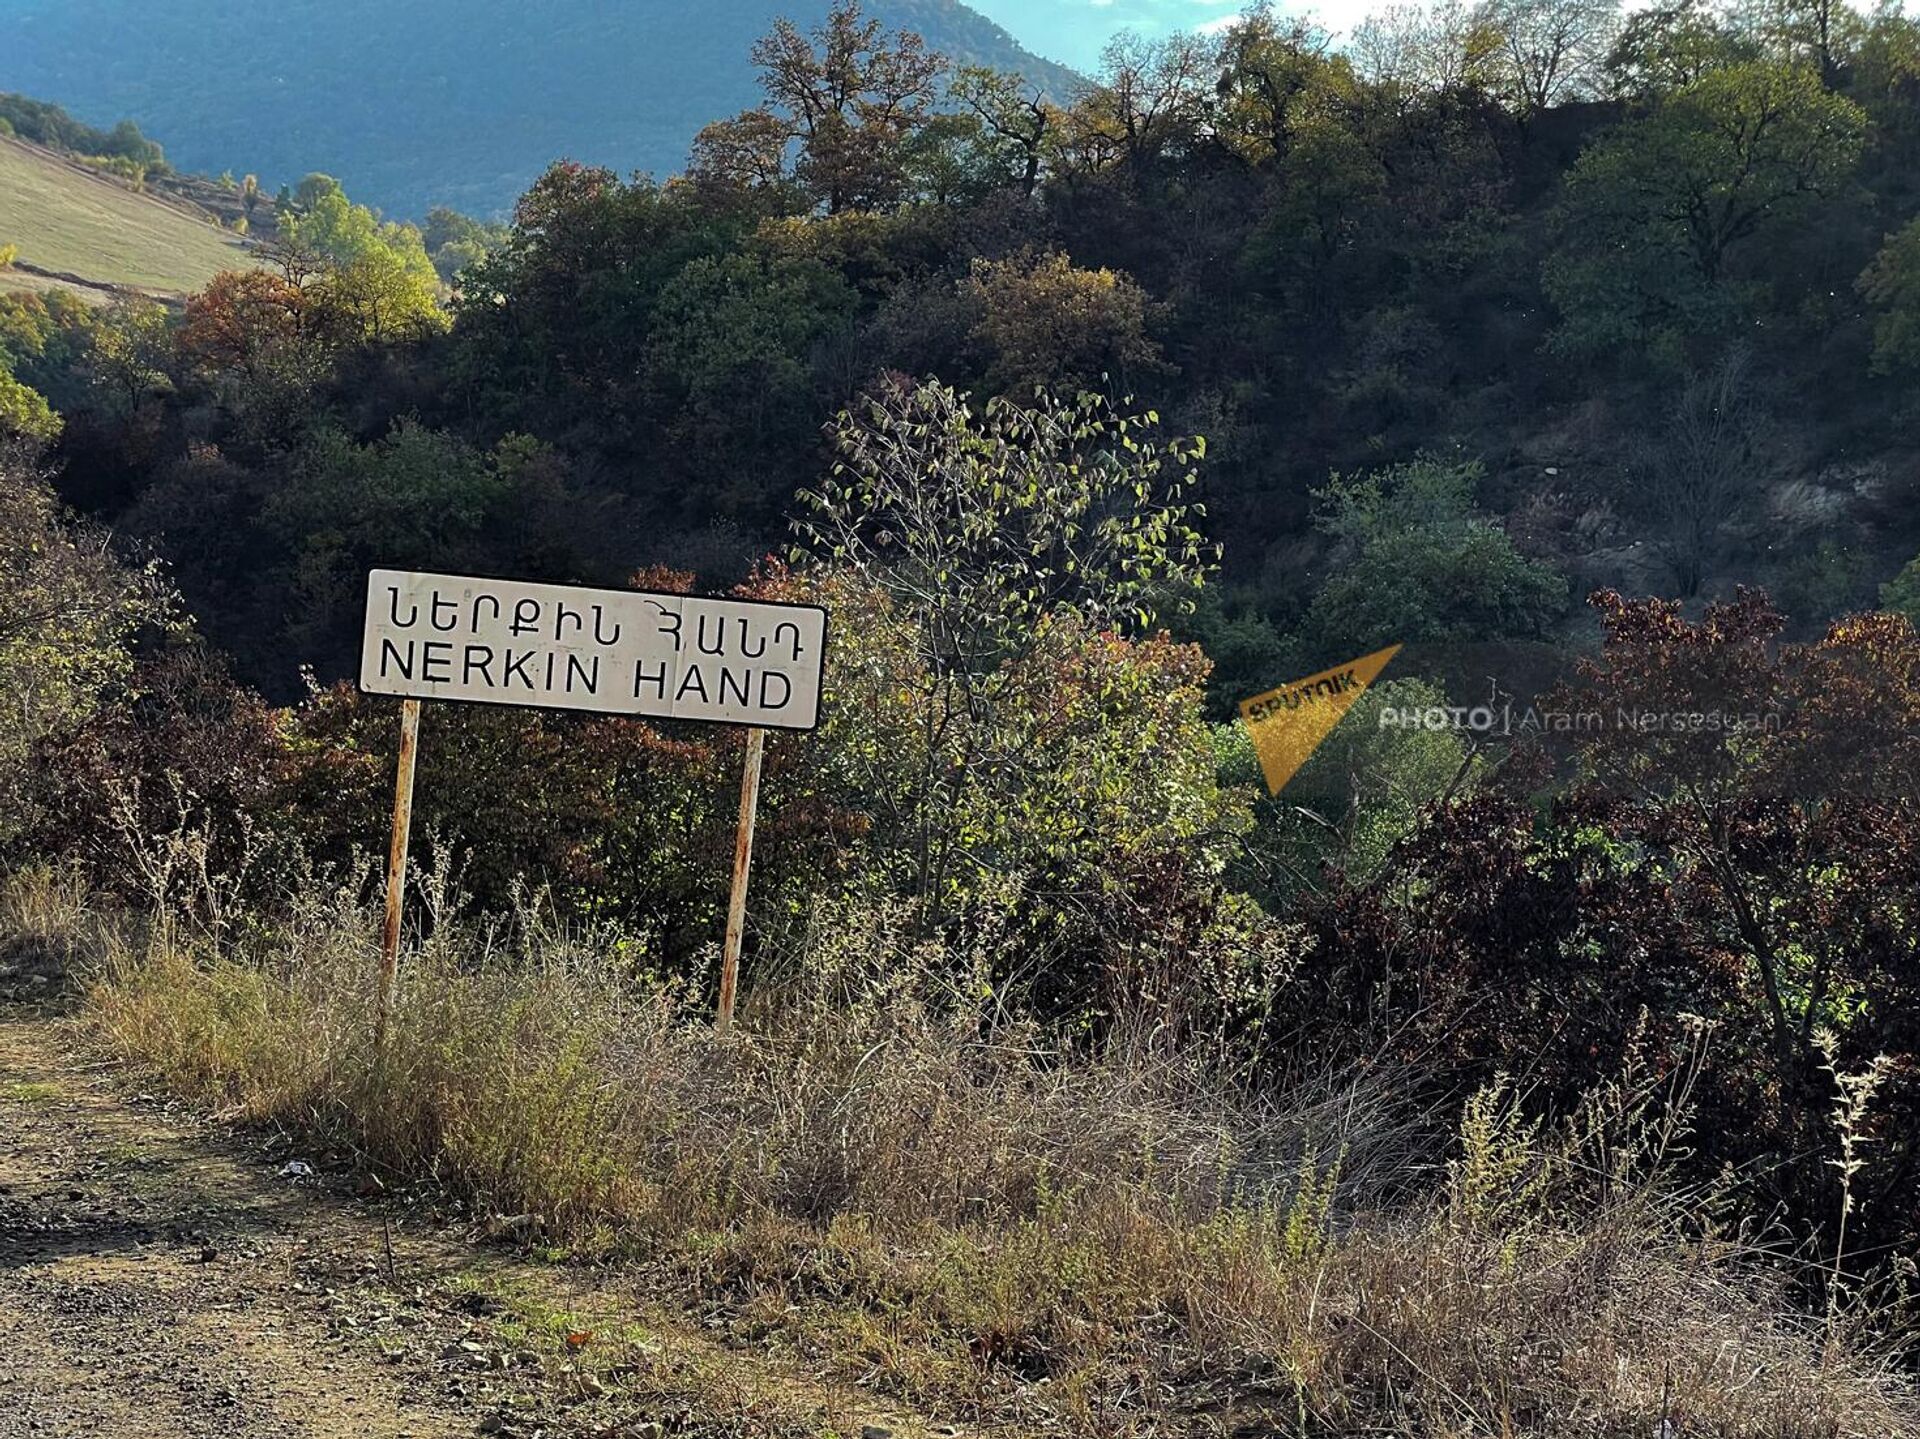 ՆԵՐՔԻՆ ՀԱՆԴ
NERKIN HAND
SPUTNIK PHOTO | Aram Nersesyan